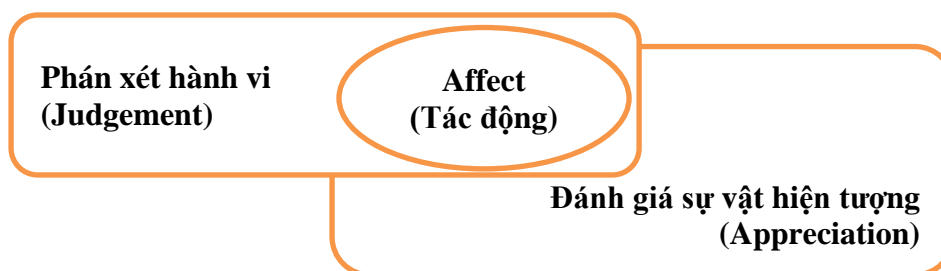 Phán xét hành vi
(Judgement)
Affect
(Tác động)
Đánh giá sự vật hiện tượng
(Appreciation)